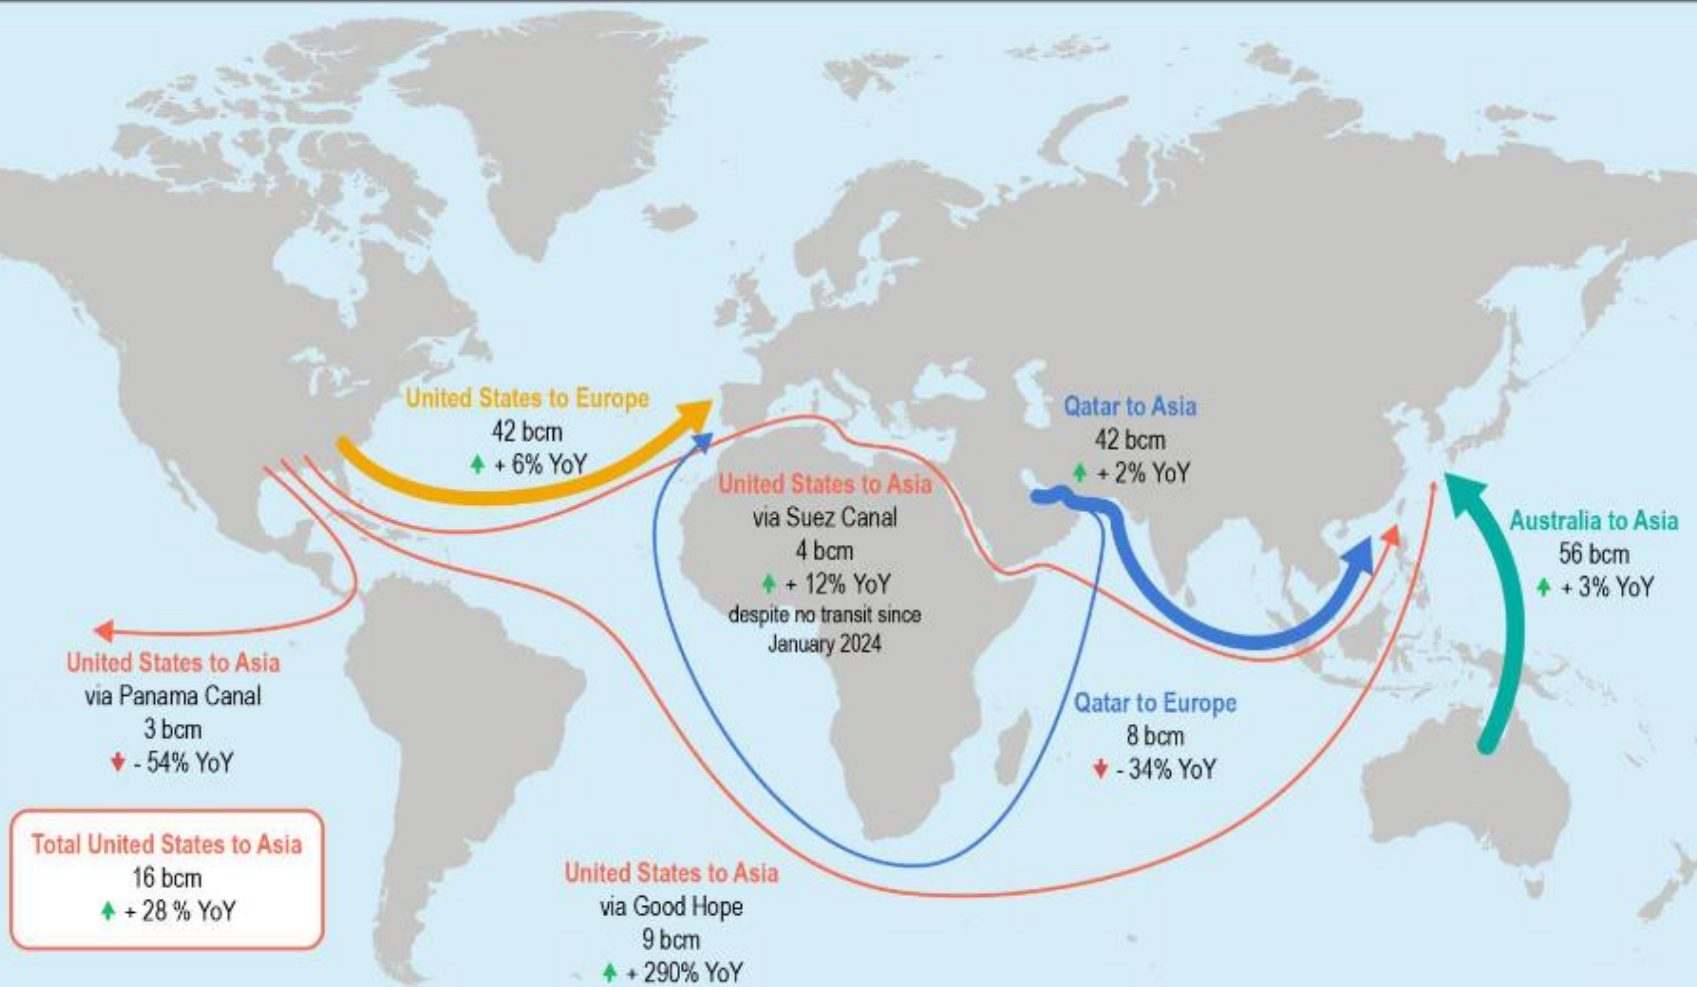 United States to Europe
42 bcm
+ 6% YoY
Qatar to Asia
42 bcm
+ 2% YoY
United States to Asia
via Suez Canal
4 bcm
+ 12% YoY
despite no transit since
January 2024
Australia to Asia
56 bcm
+ 3% YoY
United States to Asia
via Panama Canal
3 bcm
- 54% YoY
Qatar to Europe
8 bcm
- 34% YoY
Total United States to Asia
16 bcm
+ 28 % YoY
United States to Asia
via Good Hope
9 bcm
+ 290% YoY